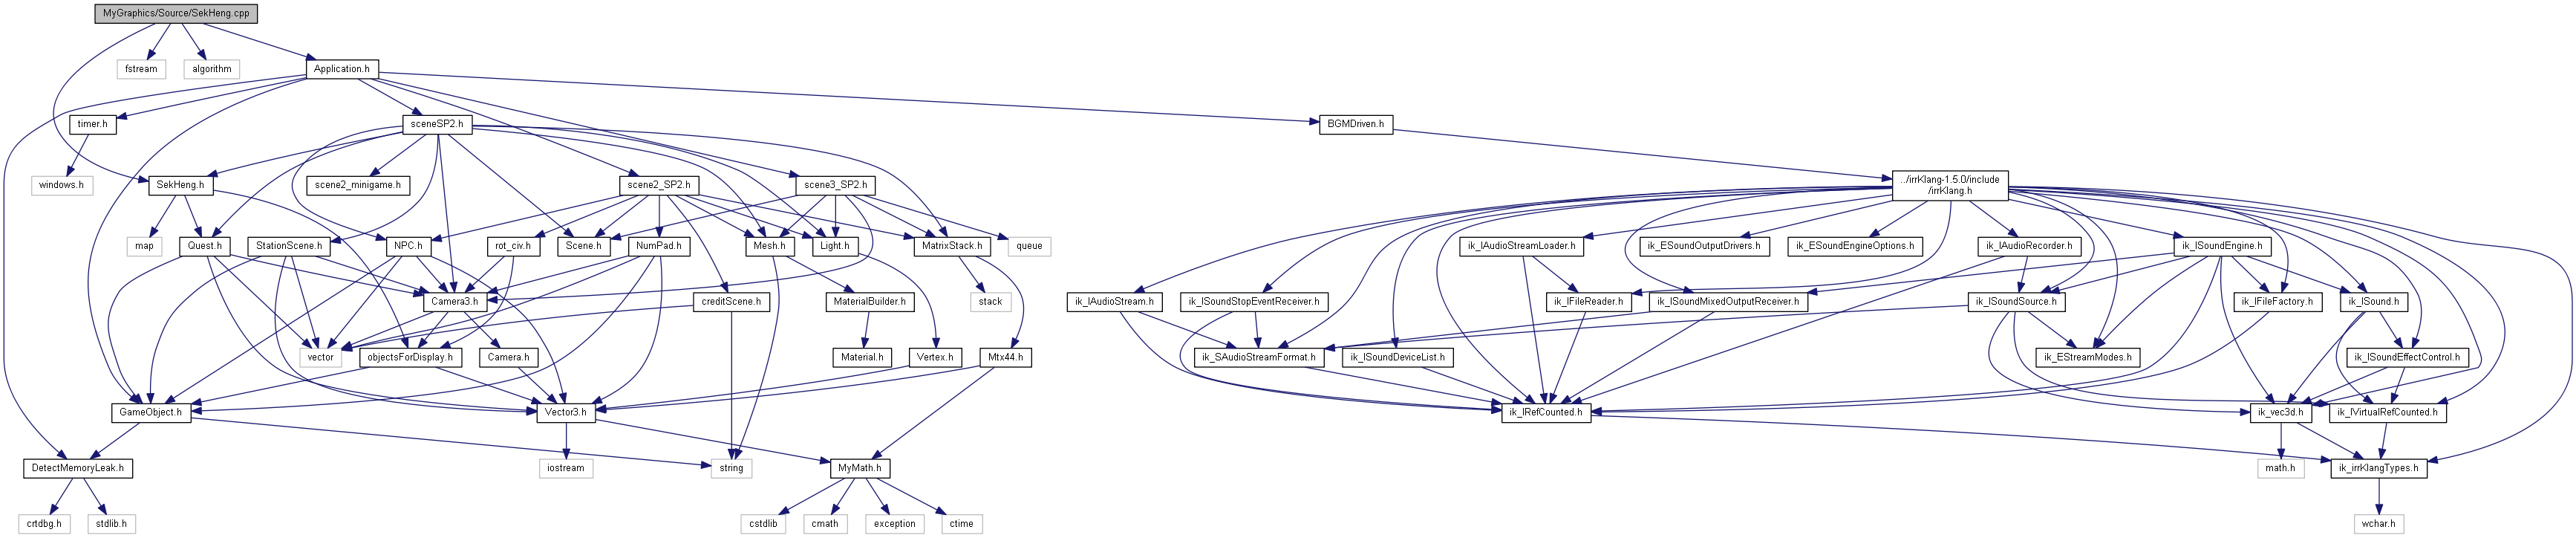 MyGraphics/Source/SekHeng.cpp
fstream
algorithm
Application.h
timer.h
sceneSP2.h
BGMDriven.h
windows.h
SekHeng.h
scene2_minigame.h
scene2_SP2.h
scene3_SP2.h
../irrKlang-1.5.0/include
/irrKlang.h
map
Quest.h
StationScene.h
NPC.h
rot_civ.h
Scene.h
NumPad.h
Mesh.h
Light.h
MatrixStack.h
queue
ik_IAudioStreamLoader.h
ik_ESoundOutputDrivers.h
ik_ESoundEngineOptions.h
ik_IAudioRecorder.h
ik_ISoundEngine.h
Camera3.h
creditScene.h
MaterialBuilder.h
stack
ik_IAudioStream.h
ik_ISoundStopEventReceiver.h
ik_IFileReader.h
ik_ISoundMixedOutputReceiver.h
ik_ISoundSource.h
ik_IFileFactory.h
ik_ISound.h
vector
objectsForDisplay.h
Camera.h
Material.h
Vertex.h
Mtx44.h
ik_SAudioStreamFormat.h
ik_ISoundDeviceList.h
ik_EStreamModes.h
ik_ISoundEffectControl.h
GameObject.h
Vector3.h
ik_IRefCounted.h
ik_vec3d.h
ik_IVirtualRefCounted.h
DetectMemoryLeak.h
iostream
string
MyMath.h
math.h
ik_irrKlangTypes.h
crtdbg.h
stdlib.h
cstdlib
cmath
exception
ctime
wchar.h